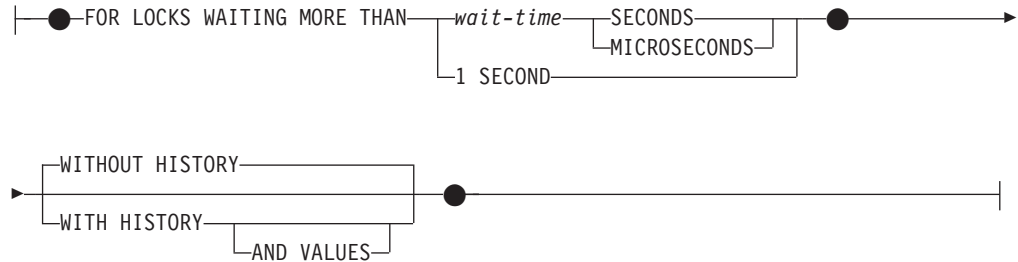 FOR LOCKS WAITING MORE THAN wait-time SECONDS
MICROSECONDS
1 SECOND
WITHOUT HISTORY
WITH HISTORY
AND VALUES